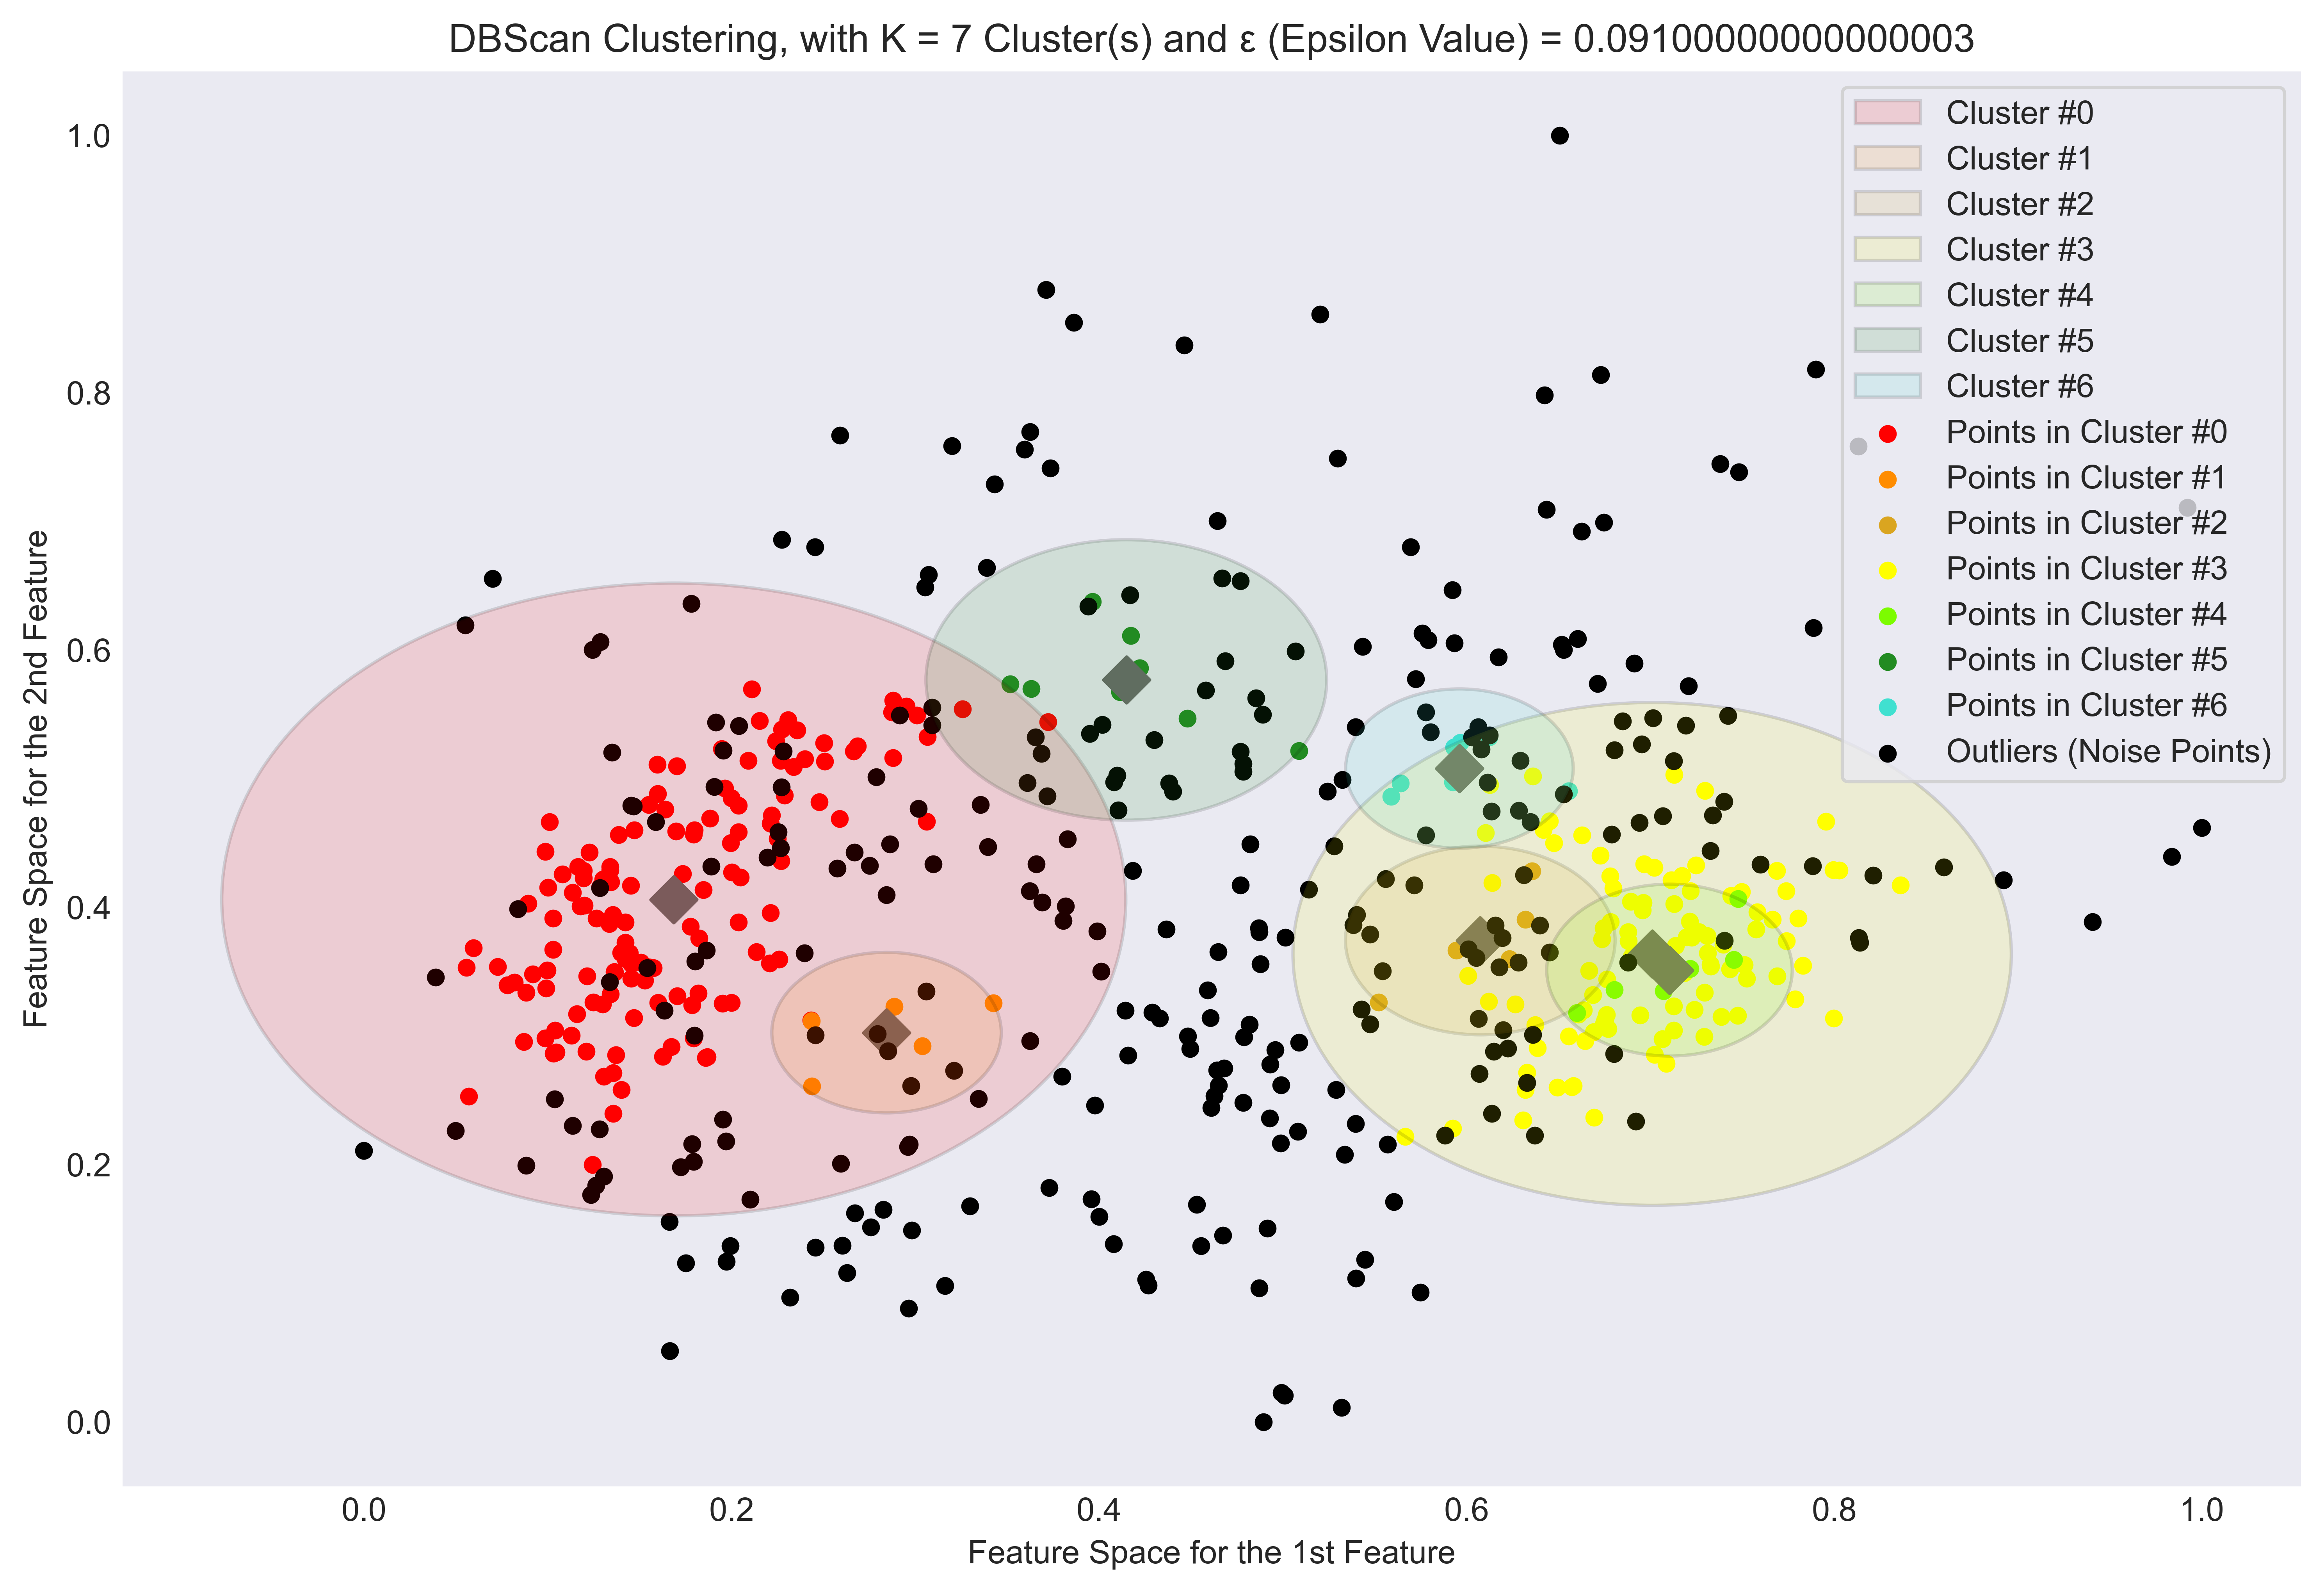 DBScan Clustering, with K = 7 Cluster(s) and ε (Epsilon Value) = 0.09100000000000003
Cluster #0
Cluster #1
Cluster #2
Cluster #3
Cluster #4
Cluster #5
Cluster #6
Points in Cluster #0
Points in Cluster #1
Points in Cluster #2
Points in Cluster #3
Points in Cluster #4
Points in Cluster #5
Points in Cluster #6
Outliers (Noise Points)
Feature Space for the 2nd Feature
1.0
0.8
0.6
0.4
0.2
0.0
0.0 0.2 0.4 0.6 0.8 1.0
Feature Space for the 1st Feature